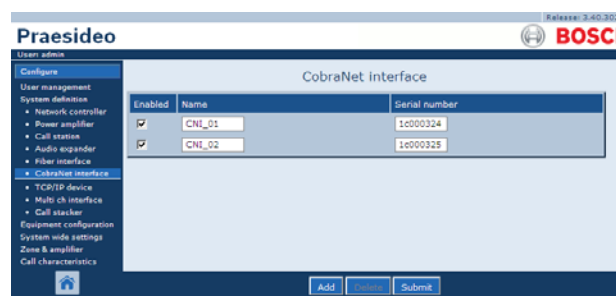 Release: 3.40.30
Praesideo
BOSC
User: admin
Configure
CobraNet interface
User management
System definition
• Network controller
• Power amplifier
• Call station
• Audio expander
• Fiber interface
• CobraNet interface
• TCP/IP device
• Multi ch interface
• Call stacker
Equipment configuration
System wide settings
Zone & amplifier
Call characteristics
Enabled Name Serial number
CNI_01 1c000324
CNI_02 1c000325
Add Delete Submit